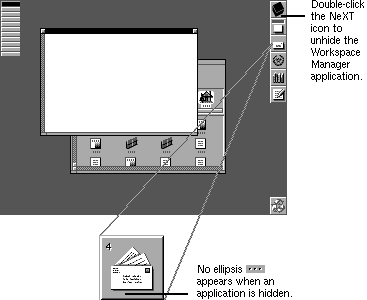 Double-click
the NeXT
icon to
unhide the
Workspace
Manager
application.
4
No ellipsis
appears when an
application is hidden.